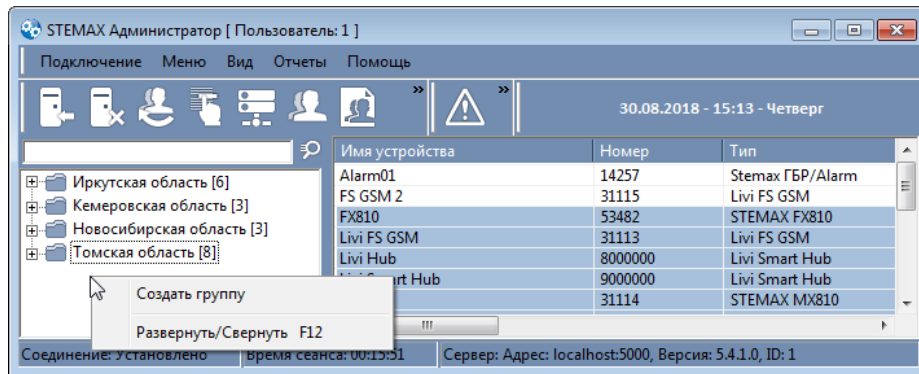 STEMAX Администратор [ Пользователь: 1 ]
Подключение Меню Вид Отчеты Помощь
» » 30.08.2018 - 15:13 - Четверг
Имя устройства Номер Тип
Alarm01 14257 Stemax ГБР/Alarm
Иркутская область [6]
FS GSM 2 31115 Livi FS GSM
Кемеровская область [3]
FX810 53482 STEMAX FX810
Новосибирская область [3]
Livi FS GSM 31113 Livi FS GSM
Томская область [8]
Livi Hub 8000000 Livi Smart Hub
Hub 9000000 Livi Smart Hub
Создать группу
31114 STEMAX MX810
Развернуть/Свернуть F12
Соединение: Установлено Время сеанса: 00:15:51 Сервер: Адрес: localhost:5000, Версия: 5.4.1.0, ID: 1